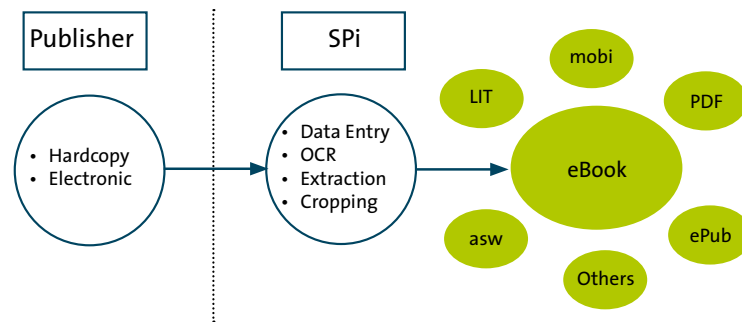 Publisher
SPi
• Hardcopy
• Electronic
• Data Entry
• OCR
• Extraction
• Cropping
mobi
LIT
PDF
eBook
asw
ePub
Others